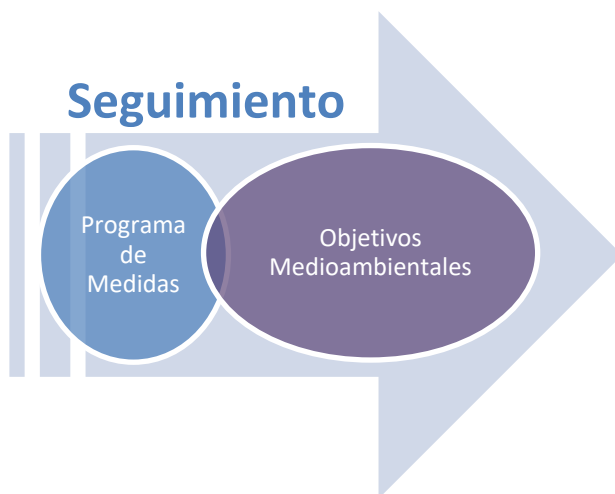 Seguimiento
Programa
de
Medidas
Objetivos
Medioambientales